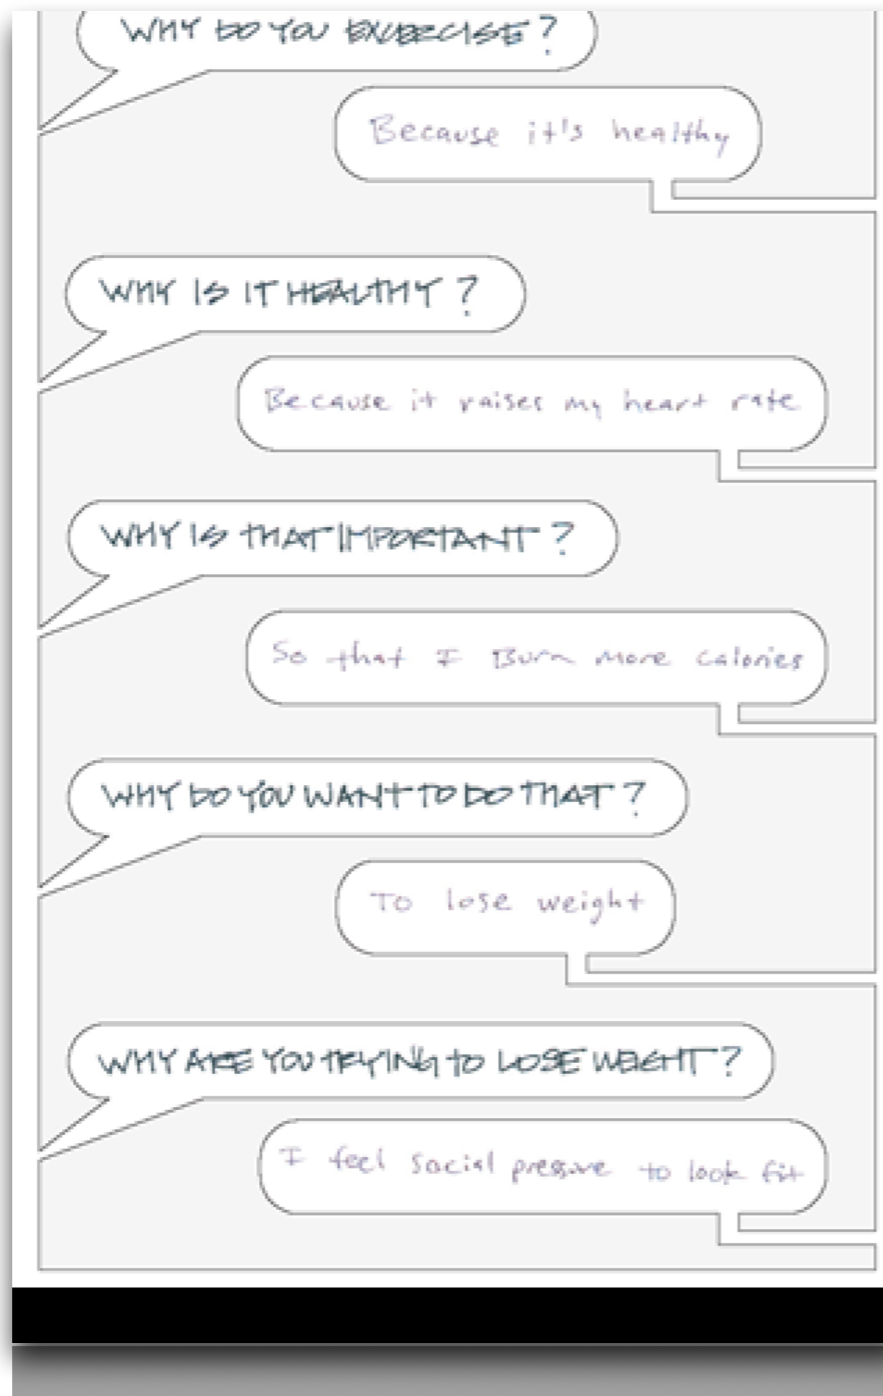 WHY DO YOU EXCERCISE?
Because it's healthy
WHY IS IT HEALTHY?
Because it raises my heart rate
WHY IS THAT IMPORTANT?
So that I Burn more calories
WHY DO YOU WANT TO DO THAT?
To lose weight
WHY ARE YOU TRYING TO LOSE WEIGHT?
I feel social pressure to look fit